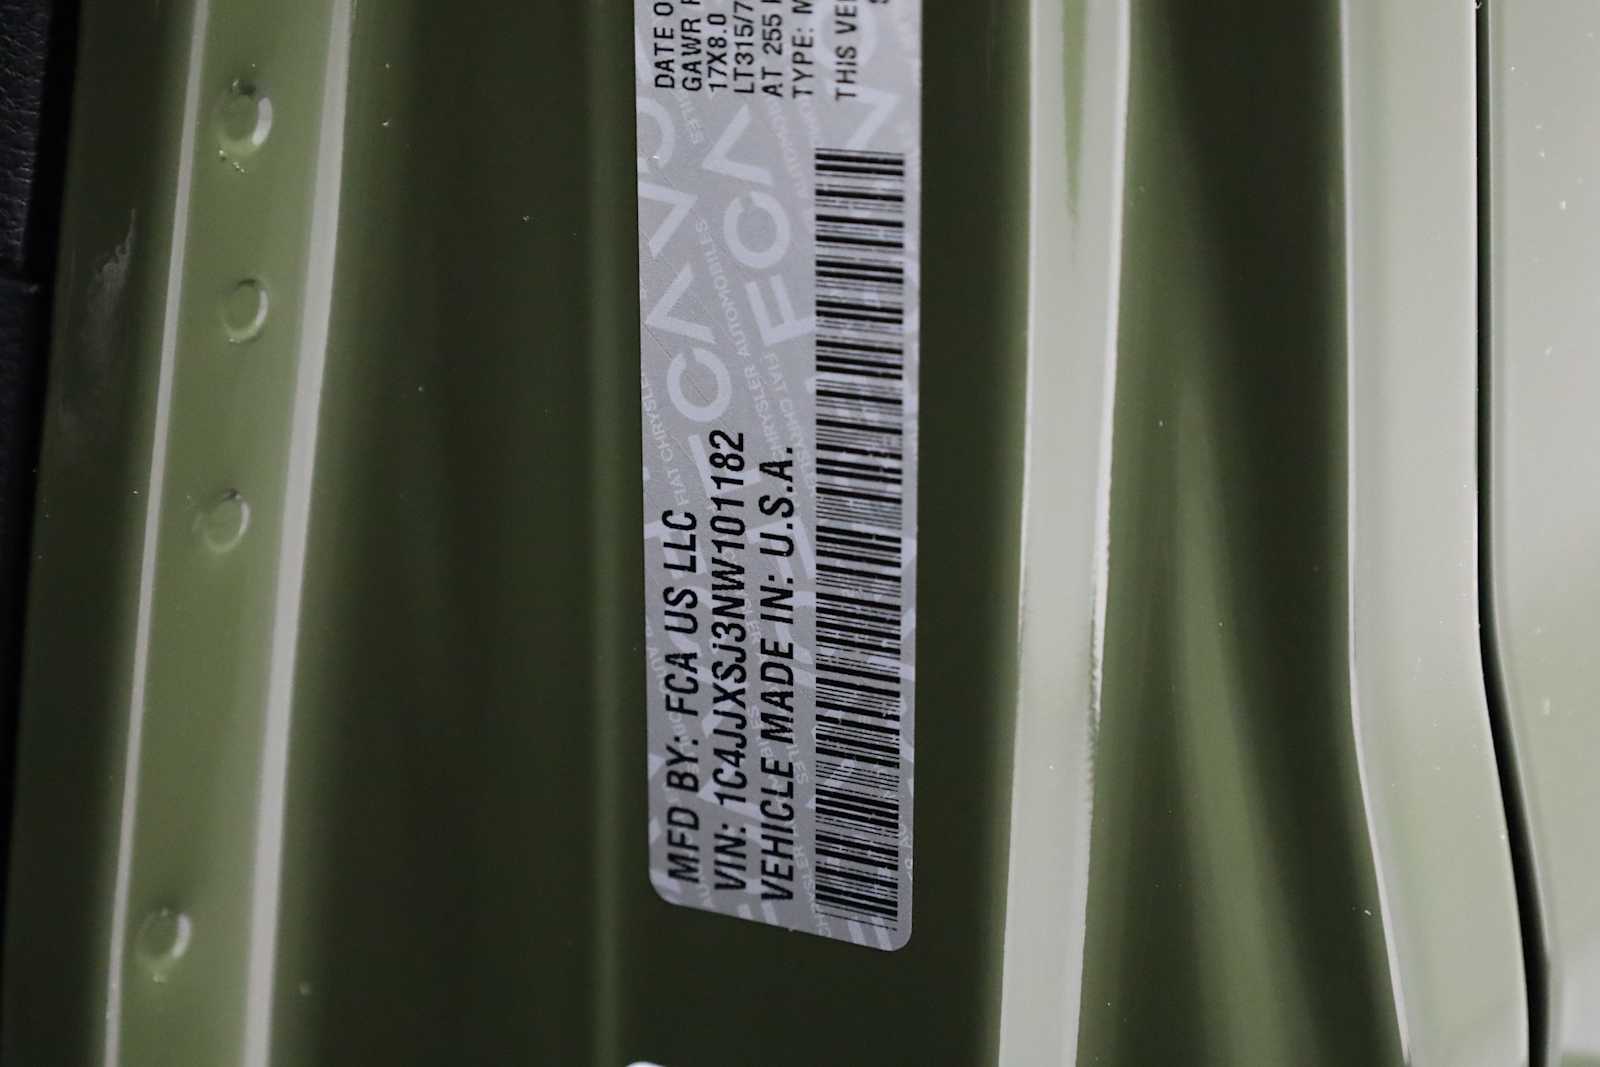 MFD BY: FCA US LLC
VIN: 1C4JJXSJ3NW101182
VEHICLE MADE IN: U.S.A.
DATE O
GAWR
17X8.0
LT315/7
AT 255
TYPE: M
THIS VE